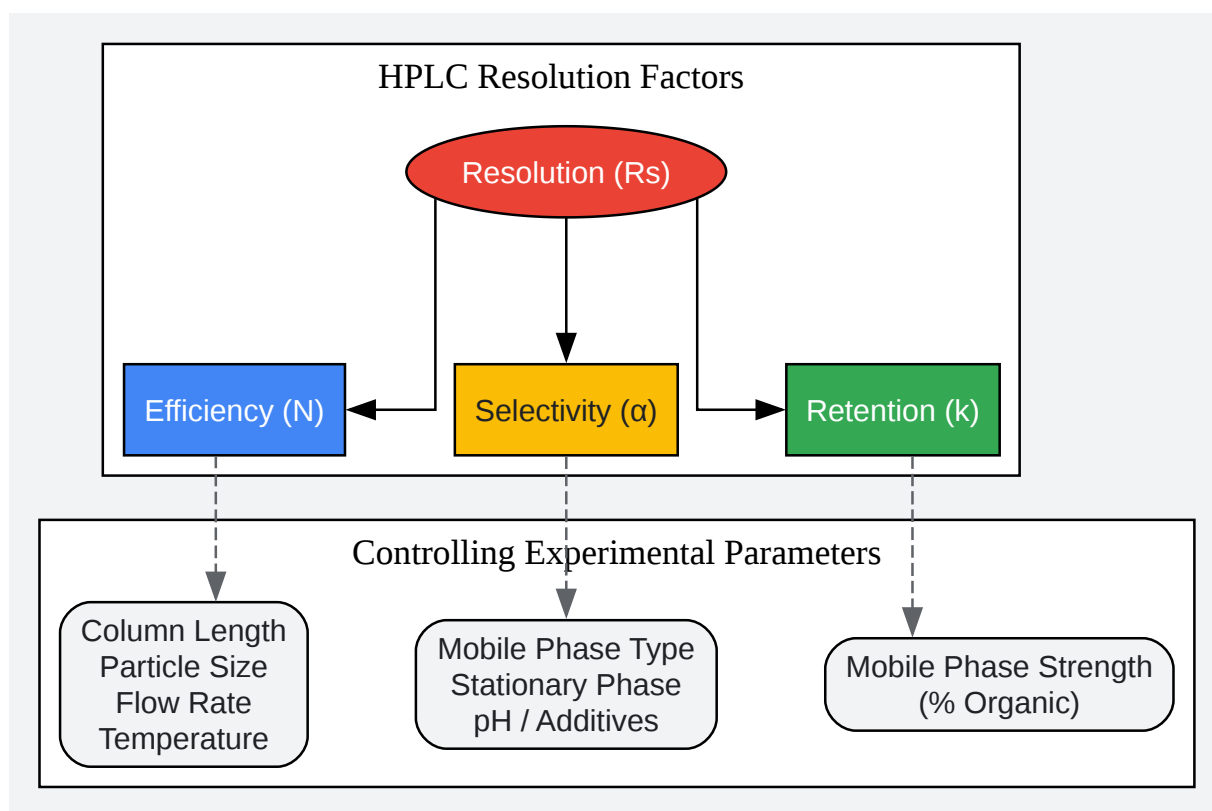 HPLC Resolution Factors
Resolution (Rs)
Efficiency (N)
Selectivity (α)
Retention (k)
Controlling Experimental Parameters
Column Length
Particle Size
Flow Rate
Temperature
Mobile Phase Type
Stationary Phase
pH / Additives
Mobile Phase Strength
(% Organic)